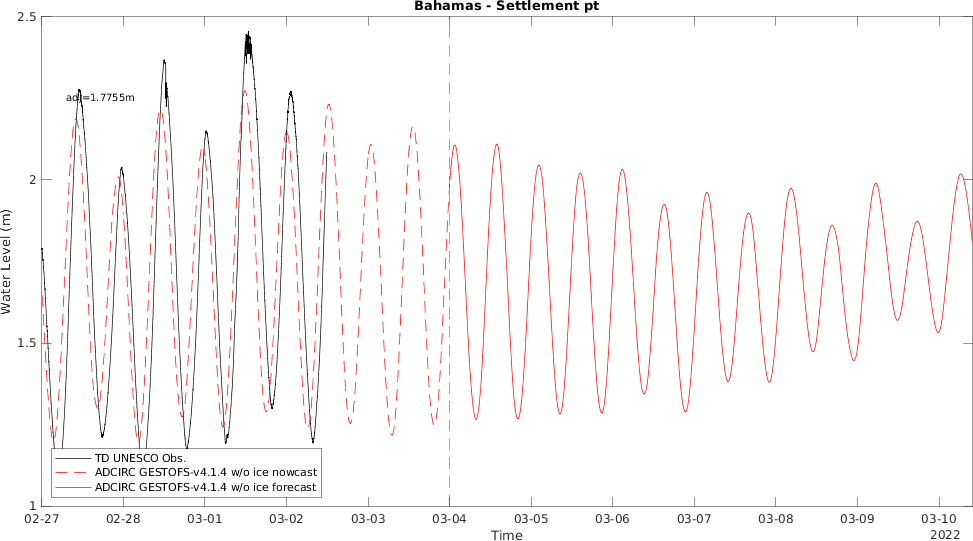 Bahamas - Settlement pt
2.5
adj=1.7755m
2
Water Level (m)
1.5
TD UNESCO Obs.
ADCIRC GESTOFS-v4.1.4 w/o ice nowcast
ADCIRC GESTOFS-v4.1.4 w/o ice forecast
1
02-27 02-28 03-01 03-02 03-03 03-04 03-05 03-06 03-07 03-08 03-09 03-10
Time
2022